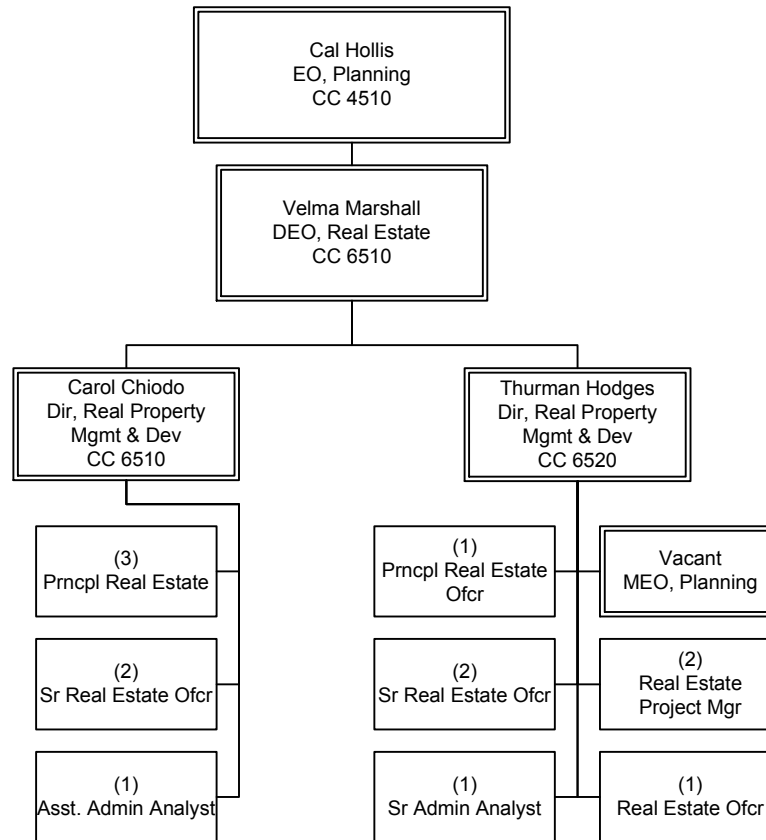 Cal Hollis
EO, Planning
CC 4510
Velma Marshall
DEO, Real Estate
CC 6510
Carol Chiodo
Dir, Real Property
Mgmt & Dev
CC 6510
Thurman Hodges
Dir, Real Property
Mgmt & Dev
CC 6520
(3)
Prncpl Real Estate
(1)
Prncpl Real Estate
Ofcr
Vacant
MEO, Planning
(2)
Sr Real Estate Ofcr
(2)
Sr Real Estate Ofcr
(2)
Real Estate
Project Mgr
(1)
Asst. Admin Analyst
(1)
Sr Admin Analyst
(1)
Real Estate Ofcr